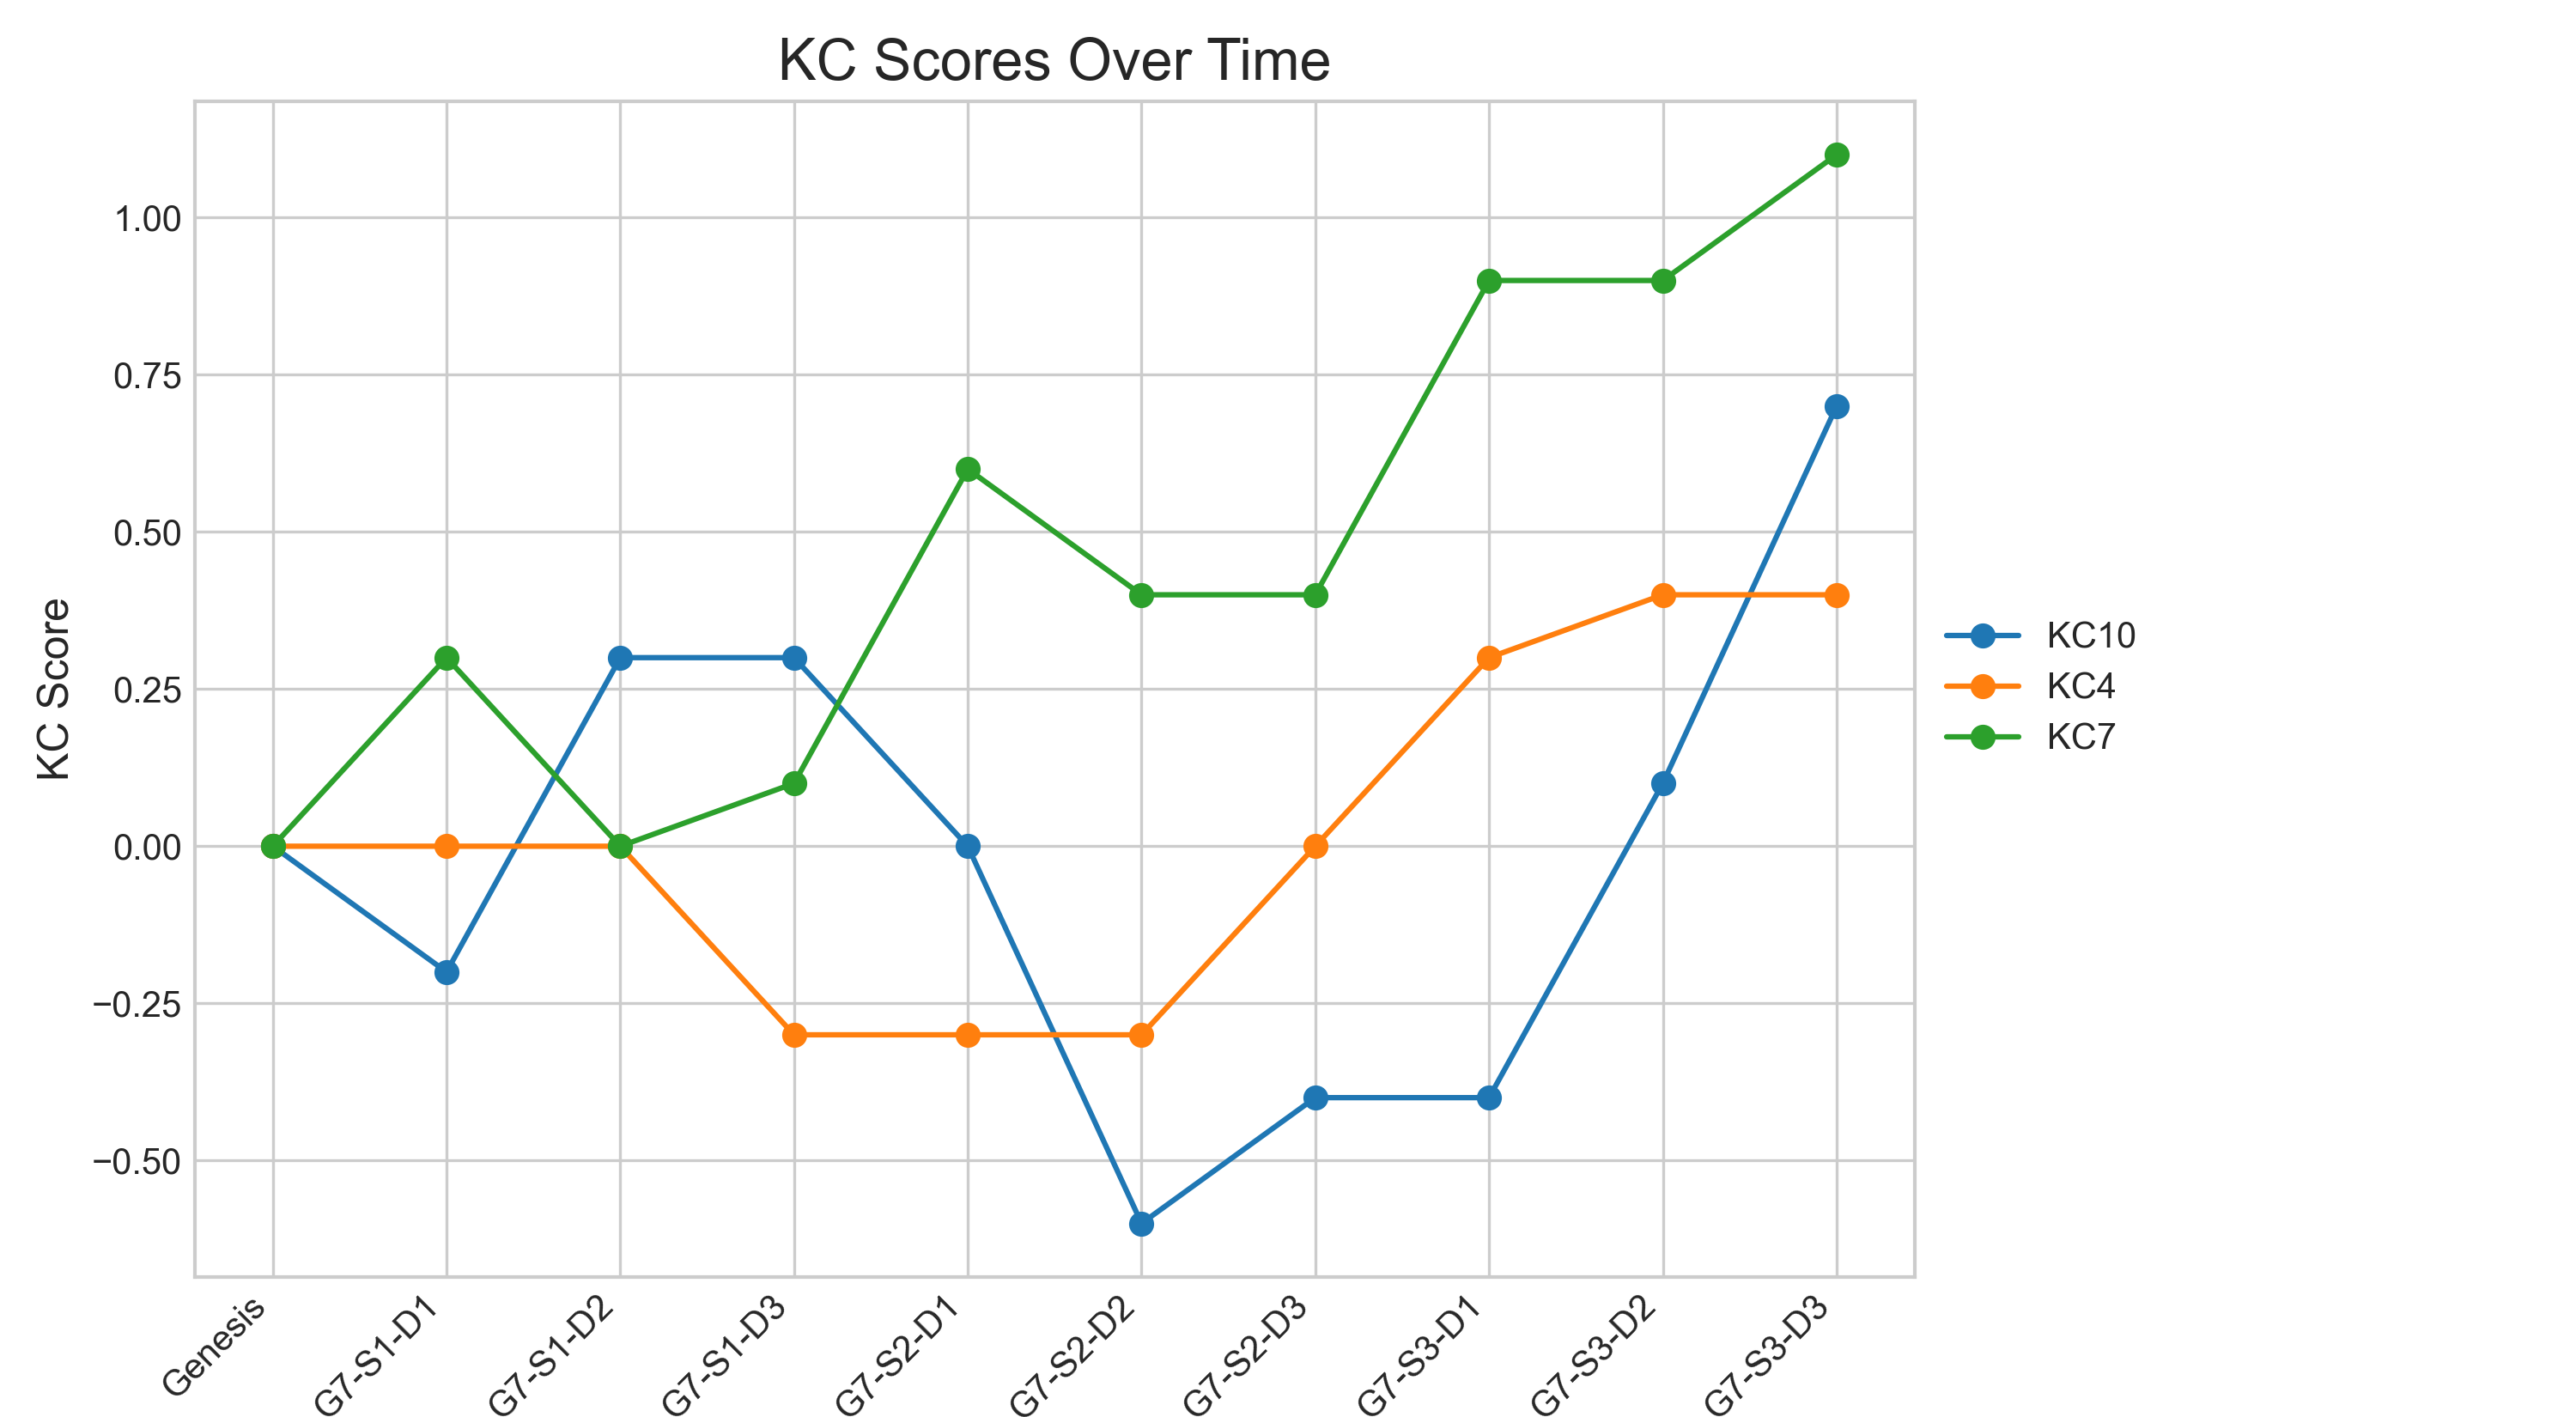 KC Scores Over Time
KC Score
1.00
0.75
0.50
0.25
0.00
−0.25
−0.50
Genesis
G7-S1-D1
G7-S1-D2
G7-S1-D3
G7-S2-D1
G7-S2-D2
G7-S2-D3
G7-S3-D1
G7-S3-D2
G7-S3-D3
KC10
KC4
KC7